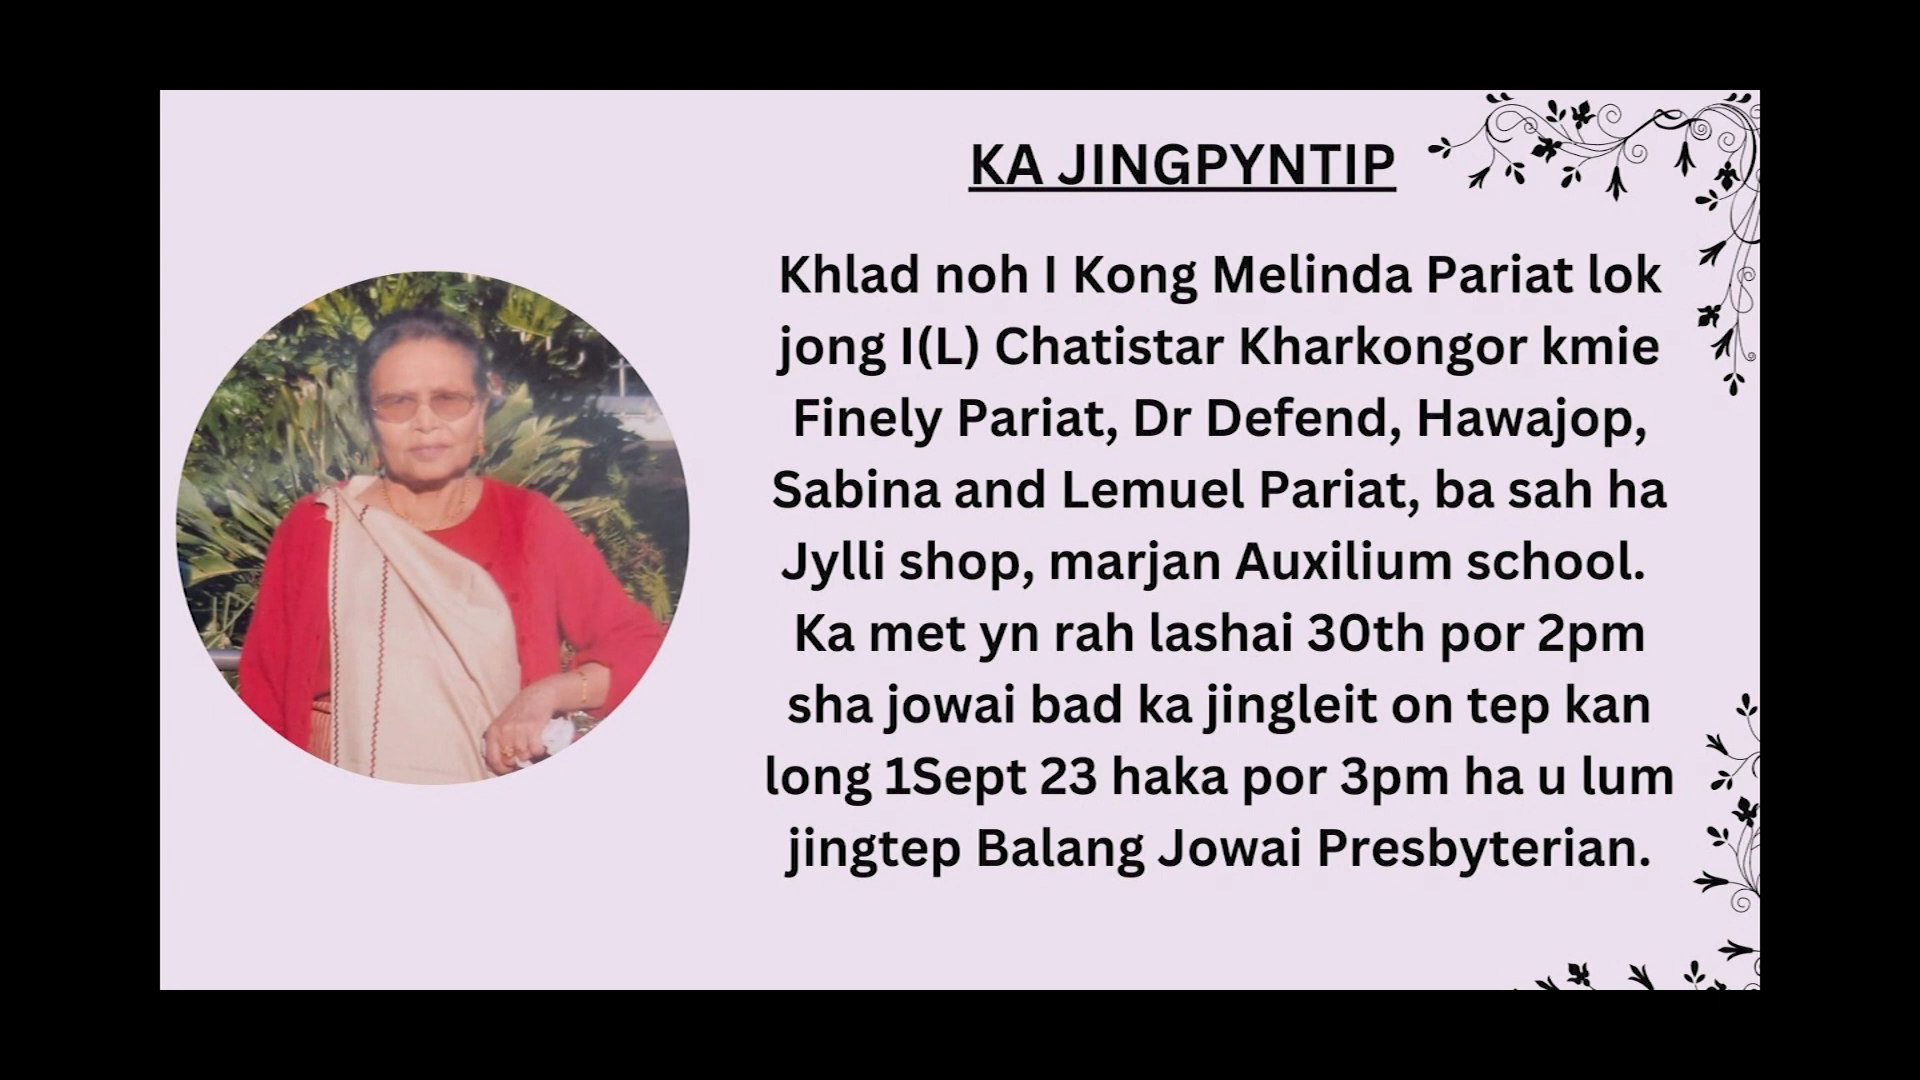 KA JINGPYNTIP
Khlad noh I Kong Melinda Pariat lok
jong I(L) Chatistar Kharkongor kmie
Finely Pariat, Dr Defend, Hawajop,
Sabina and Lemuel Pariat, ba sah ha
Jylli shop, marjan Auxilium school.
Ka met yn rah lashai 30th por 2pm
sha jowai bad ka jingleit on tep kan
long 1Sept 23 haka por 3pm ha u lum
jingtep Balang Jowai Presbyterian.